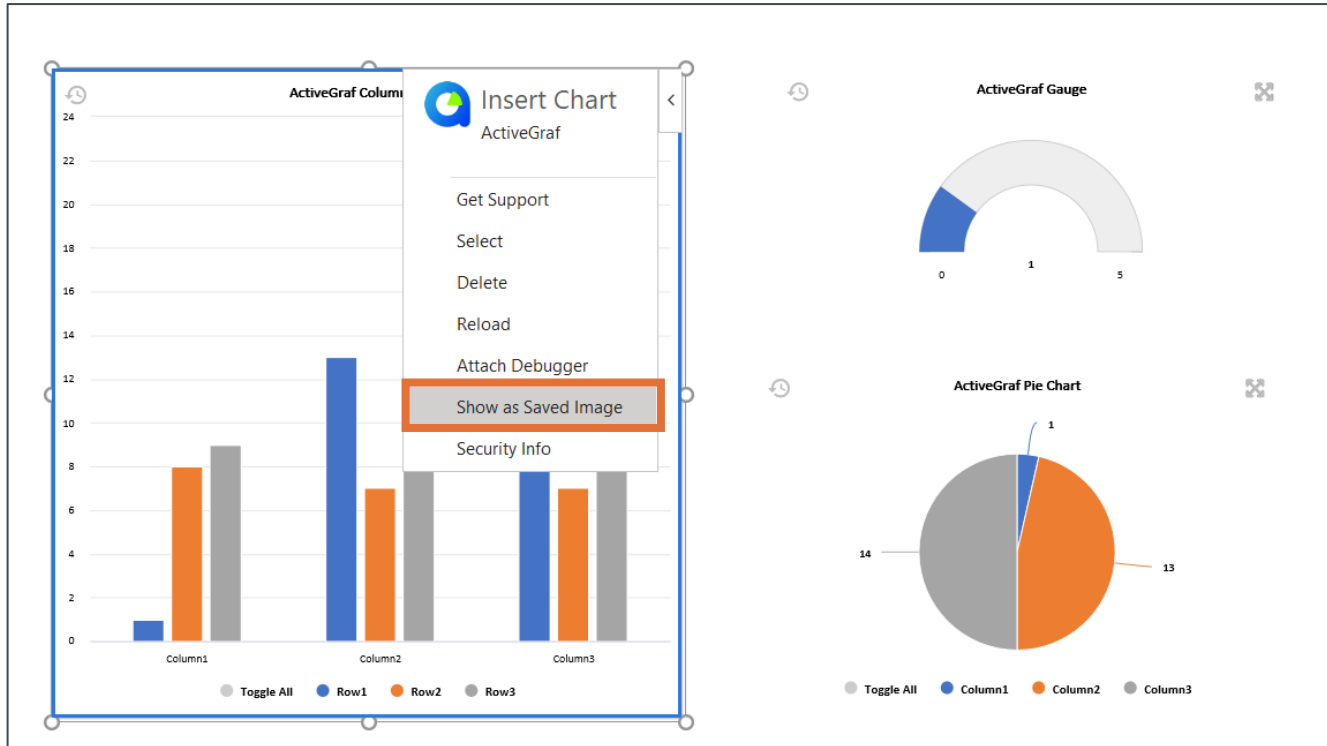 ActiveGraf Colum
24
22
20
18
16
14
12
10
8
6
4
2
0
Column1 Column2 Column3
Toggle All Row1 Row2 Row3
Insert Chart
ActiveGraf
Get Support
Select
Delete
Reload
Attach Debugger
Show as Saved Image
Security Info
ActiveGraf Gauge
0 1 5
ActiveGraf Pie Chart
1
14
13
Toggle All Column1 Column2 Column3